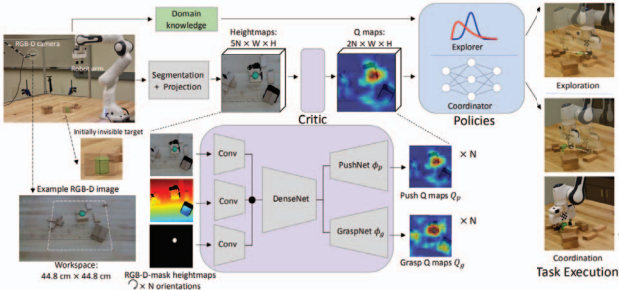 RGB-D camera
Robot arm
Domain
knowledge
Segmentation
+ Projection
Heightmaps:
5N × W × H
Q maps:
2N × W × H
Critic
Explorer
Coordinator
Policies
Exploration
Initially invisible target
Example RGB-D image
Workspace:
44.8 cm × 44.8 cm
Conv
Conv
Conv
RGB-D-mask heightmaps
× N orientations
DenseNet
PushNet ϕp
GraspNet ϕg
× N
Push Q maps Qp
× N
Grasp Q maps Qg
Coordination
Task Execution